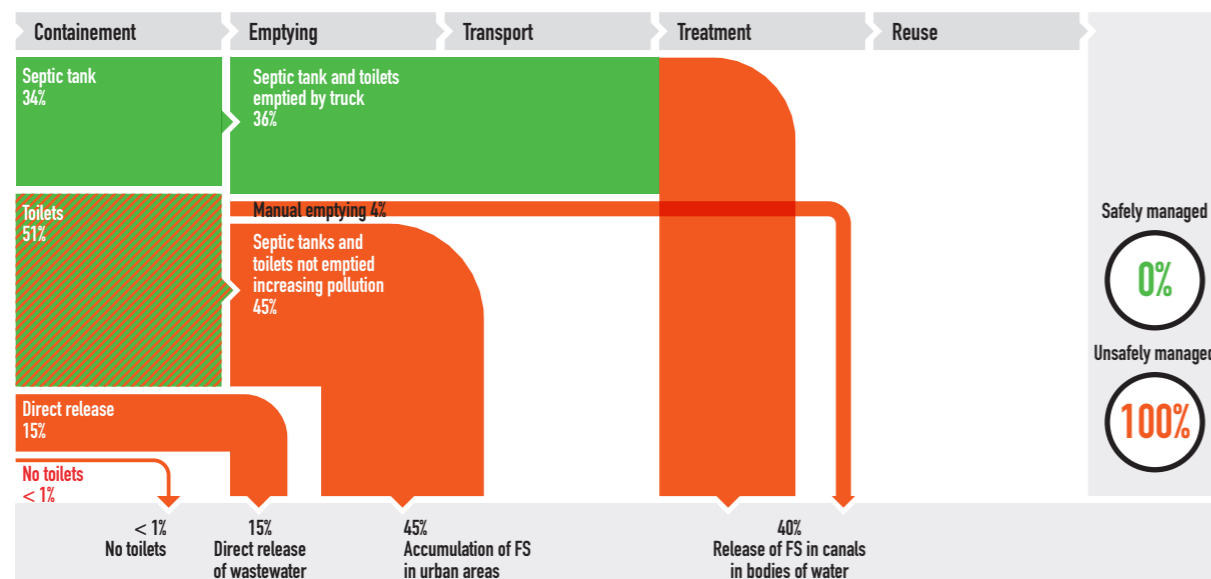 Containement
Emptying
Transport
Treatment
Reuse
Septic tank
34%
Septic tank and toilets
emptied by truck
36%
Toilets
51%
Manual emptying 4%
Septic tanks and
toilets not emptied
increasing pollution
45%
Direct release
15%
No toilets
< 1%
Safely managed
0%
Unsafely managed
100%
< 1%
No toilets
15%
Direct release
of wastewater
45%
Accumulation of FS
in urban areas
40%
Release of FS in canals
in bodies of water